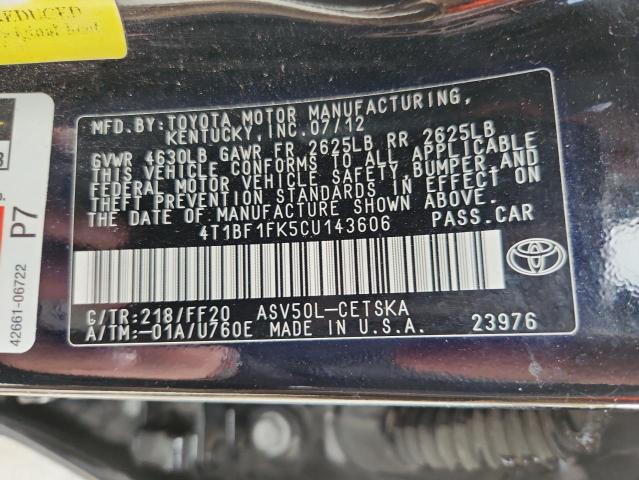 REDUCED
MFD. BY: TOYOTA MOTOR MANUFACTURING,
KENTUCKY, INC. 07/12
GVWR 4630LB GAWR FR 2625LB RR 2625LB
THIS VEHICLE CONFORMS TO ALL APPLICABLE
FEDERAL MOTOR VEHICLE SAFETY, BUMPER, AND
THEFT PREVENTION STANDARDS IN EFFECT ON
THE DATE OF MANUFACTURE SHOWN ABOVE.
4T1BF1FK5CU143606 PASS.CAR
C/TR:218/FF20 ASV50L-CETSKA
A/TM:-01A/U760E MADE IN U.S.A. 23976
P7
42661-06722